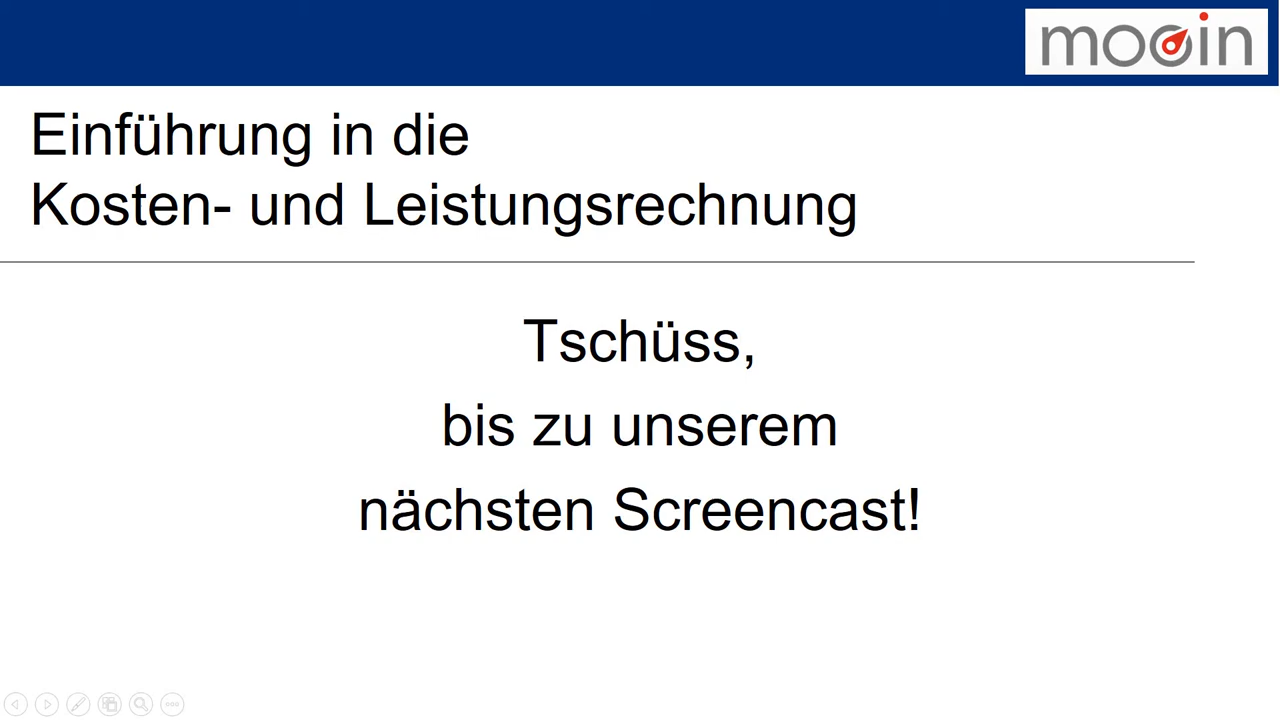 mooin
Einführung in die
Kosten- und Leistungsrechnung
Tschüss,
bis zu unserem
nächsten Screencast!